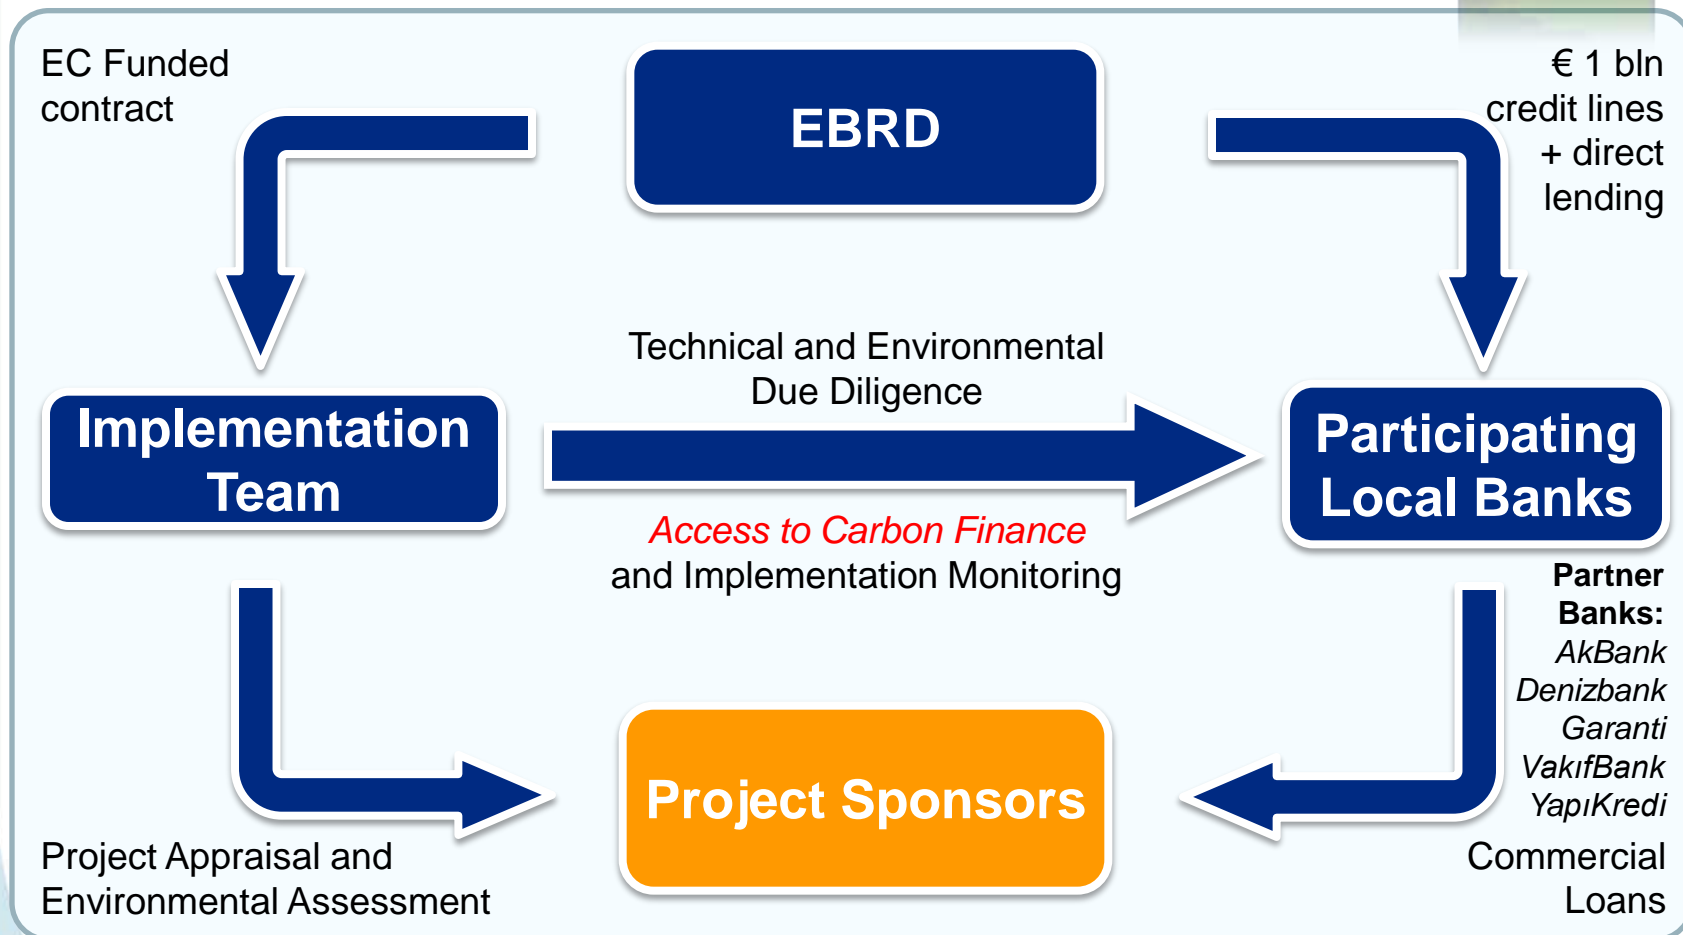 EC Funded
contract
EBRD
€ 1 bln
credit lines
+ direct
lending
Technical and Environmental
Due Diligence
Implementation
Team
Participating
Local Banks
Access to Carbon Finance
and Implementation Monitoring
Partner
Banks:
AkBank
Denizbank
Garanti
VakıfBank
YapıKredi
Project Sponsors
Project Appraisal and
Environmental Assessment
Commercial
Loans